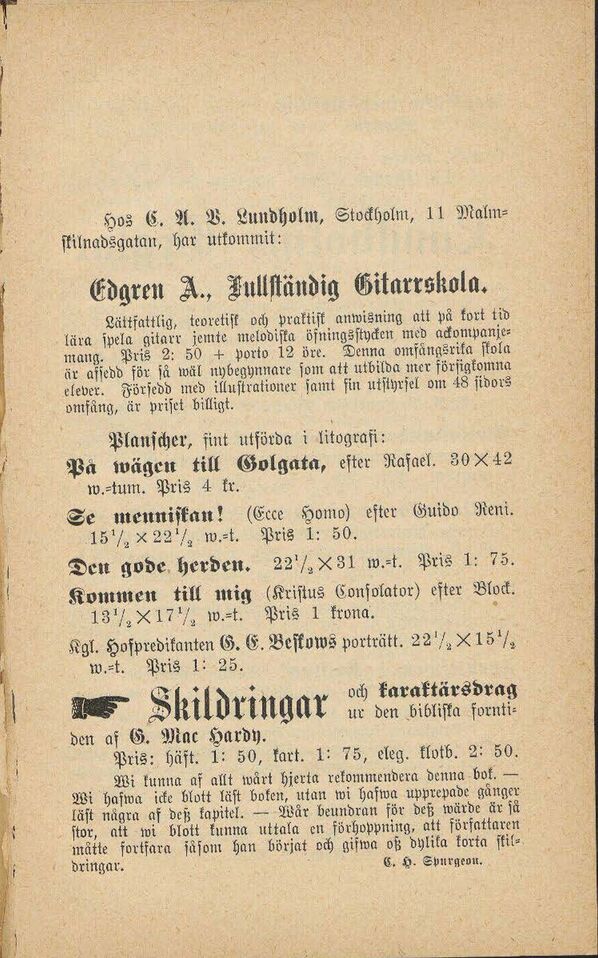 Hos C. A. V. Lundholm, Stockholm, 11 Malm-
skilnadsgatan, har utkommit:
Edgren A., Fullständig Gitarrskola.
Lättfattlig, teoretisk och praktisk anwisning att på kort tid
lära spela gitarr jemte melodiska öfningsstycken med ackompanje-
mang. Pris 2: 50 + porto 12 öre. Denna omfångsrika skola
är afsedd för så wäl nybegynnare som att utbilda mer försigkomna
elever. Försedd med illustrationer samt sin utstyrsel om 48 sidors
omfång, är priset billigt.
Planscher, fint utförda i litografi:
På wägen till Golgata, efter Rafael. 30×42
w.-tum. Pris 4 kr.
Se menniskan! (Ecce Homo) efter Guido Reni.
15¹/₂ × 22¹/₂ w.-t. Pris 1: 50.
Den gode herden. 22¹/₂×31 w.-t. Pris 1: 75.
Kommen till mig (Kristus Consolator) efter Block.
13¹/₂×17¹/₂ w.-t. Pris 1 krona.
Kgl. Hofpredikanten G. E. Beskows porträtt. 22¹/₂×15¹/₂
w.-t. Pris 1: 25.
Skildringar och karaktärsdrag
ur den bibliska fornti-
den af G. Mac Hardy.
Pris: häft. 1: 50, kart. 1: 75, eleg. klotb. 2: 50.
Wi kunna af allt wårt hjerta rekommendera denna bok. —
Wi hafwa icke blott läst boken, utan wi hafwa upprepade gånger
läst några af deß kapitel. — Wår beundran för deß wärde är så
stor, att wi blott kunna uttala en förhoppning, att författaren
måtte fortfara såsom han börjat och gifwa oß dylika korta skil-
dringar.
C. H. Spurgeon.